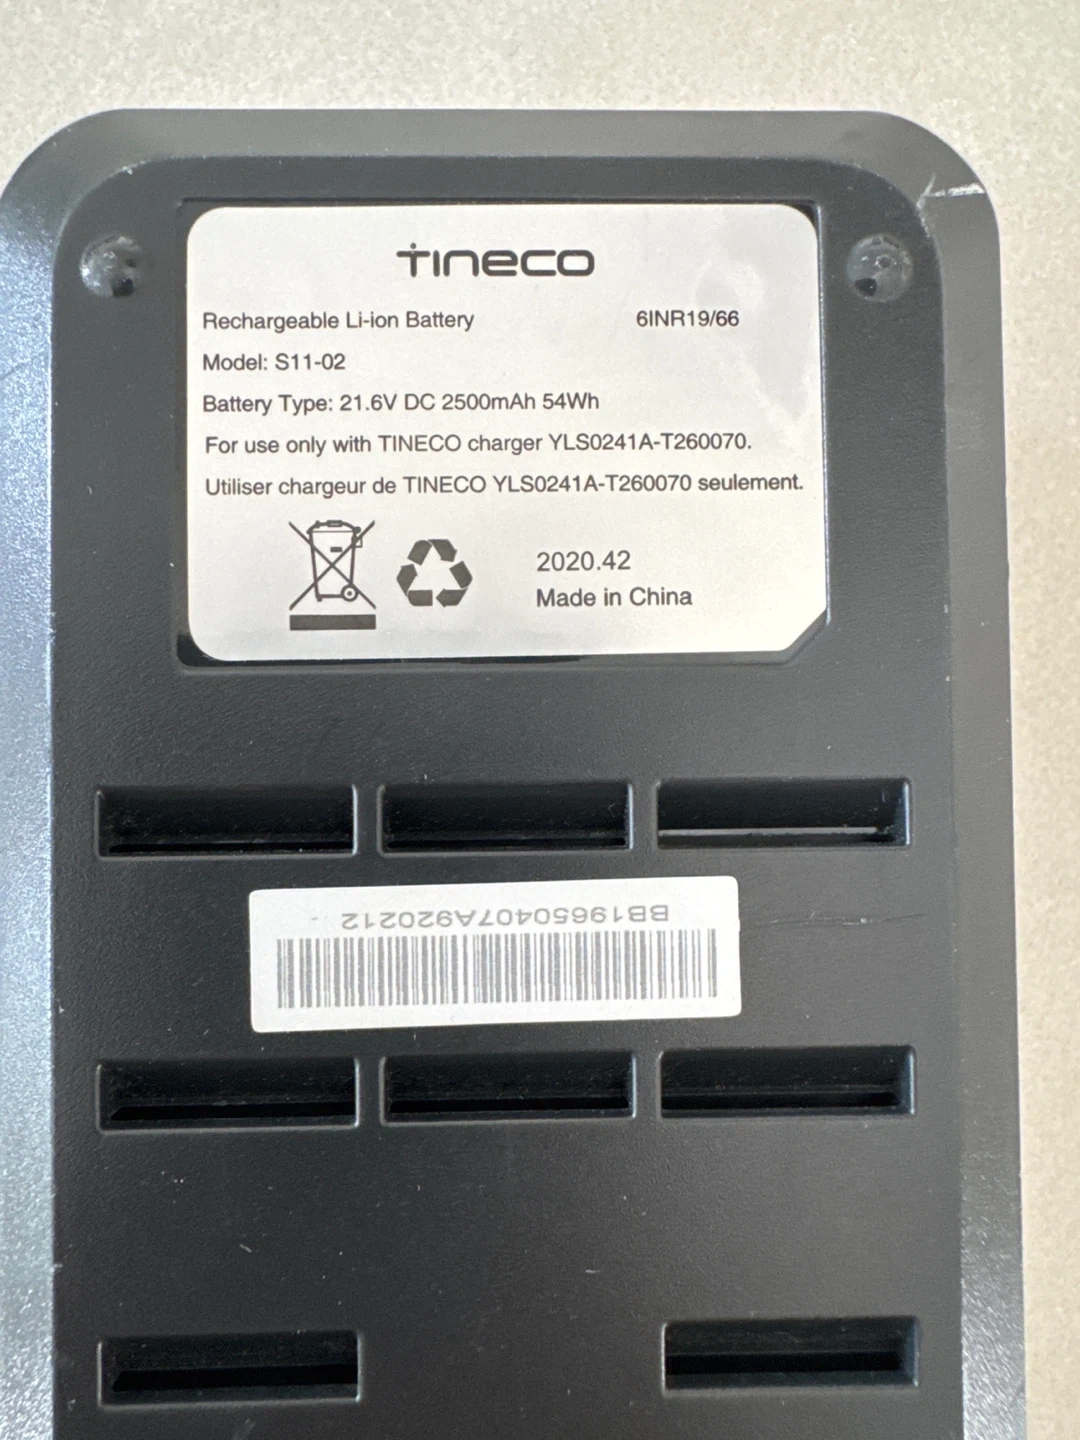 TINECO
Rechargeable Li-ion Battery 6INR19/66
Model: S11-02
Battery Type: 21.6V DC 2500mAh 54Wh
For use only with TINECO charger YLS0241A-T260070.
Utiliser chargeur de TINECO YLS0241A-T260070 seulement.
2020.42
Made in China
BB19650407A920212